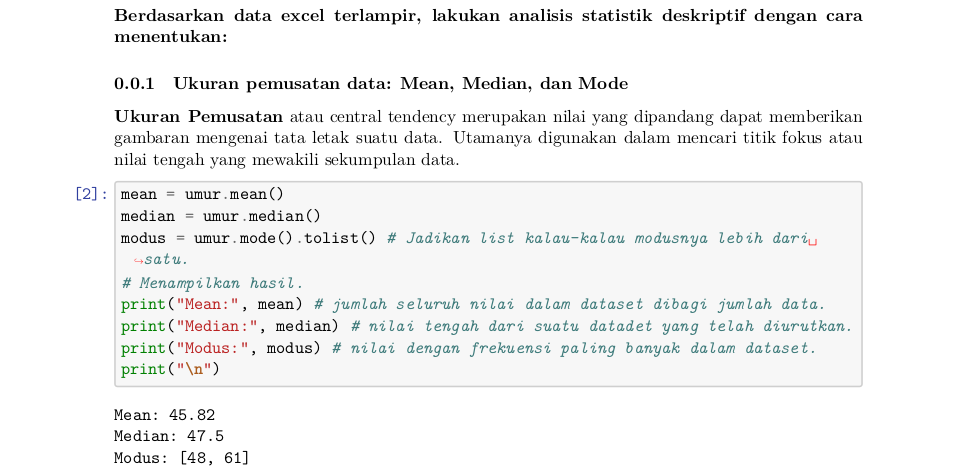 Berdasarkan data excel terlampir, lakukan analisis statistik deskriptif dengan cara
menentukan:
0.0.1 Ukuran pemusatan data: Mean, Median, dan Mode
Ukuran Pemusatan atau central tendency merupakan nilai yang dipandang dapat memberikan
gambaran mengenai tata letak suatu data. Utamanya digunakan dalam mencari titik fokus atau
nilai tengah yang mewakili sekumpulan data.
[2]: mean = umur.mean()
median = umur.median()
modus = umur.mode().tolist() # Jadikan list kalau-kalau modusnya lebih dari␣
↪satu.
# Menampilkan hasil.
print("Mean:", mean) # jumlah seluruh nilai dalam dataset dibagi jumlah data.
print("Median:", median) # nilai tengah dari suatu datadet yang telah diurutkan.
print("Modus:", modus) # nilai dengan frekuensi paling banyak dalam dataset.
print("\n")
Mean: 45.82
Median: 47.5
Modus: [48, 61]